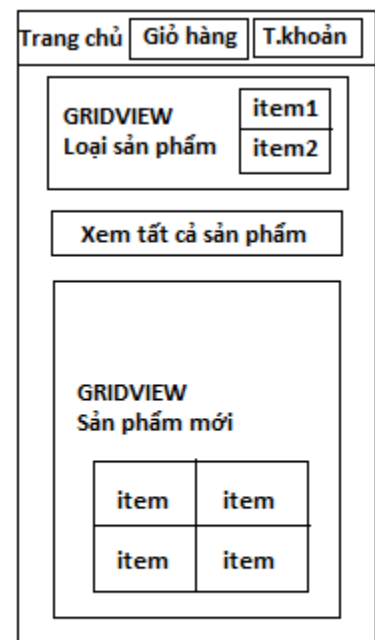 Trang chủ Giỏ hàng T.khoản
GRIDVIEW
Loại sản phẩm
item1
item2
Xem tất cả sản phẩm
GRIDVIEW
Sản phẩm mới
item item
item item